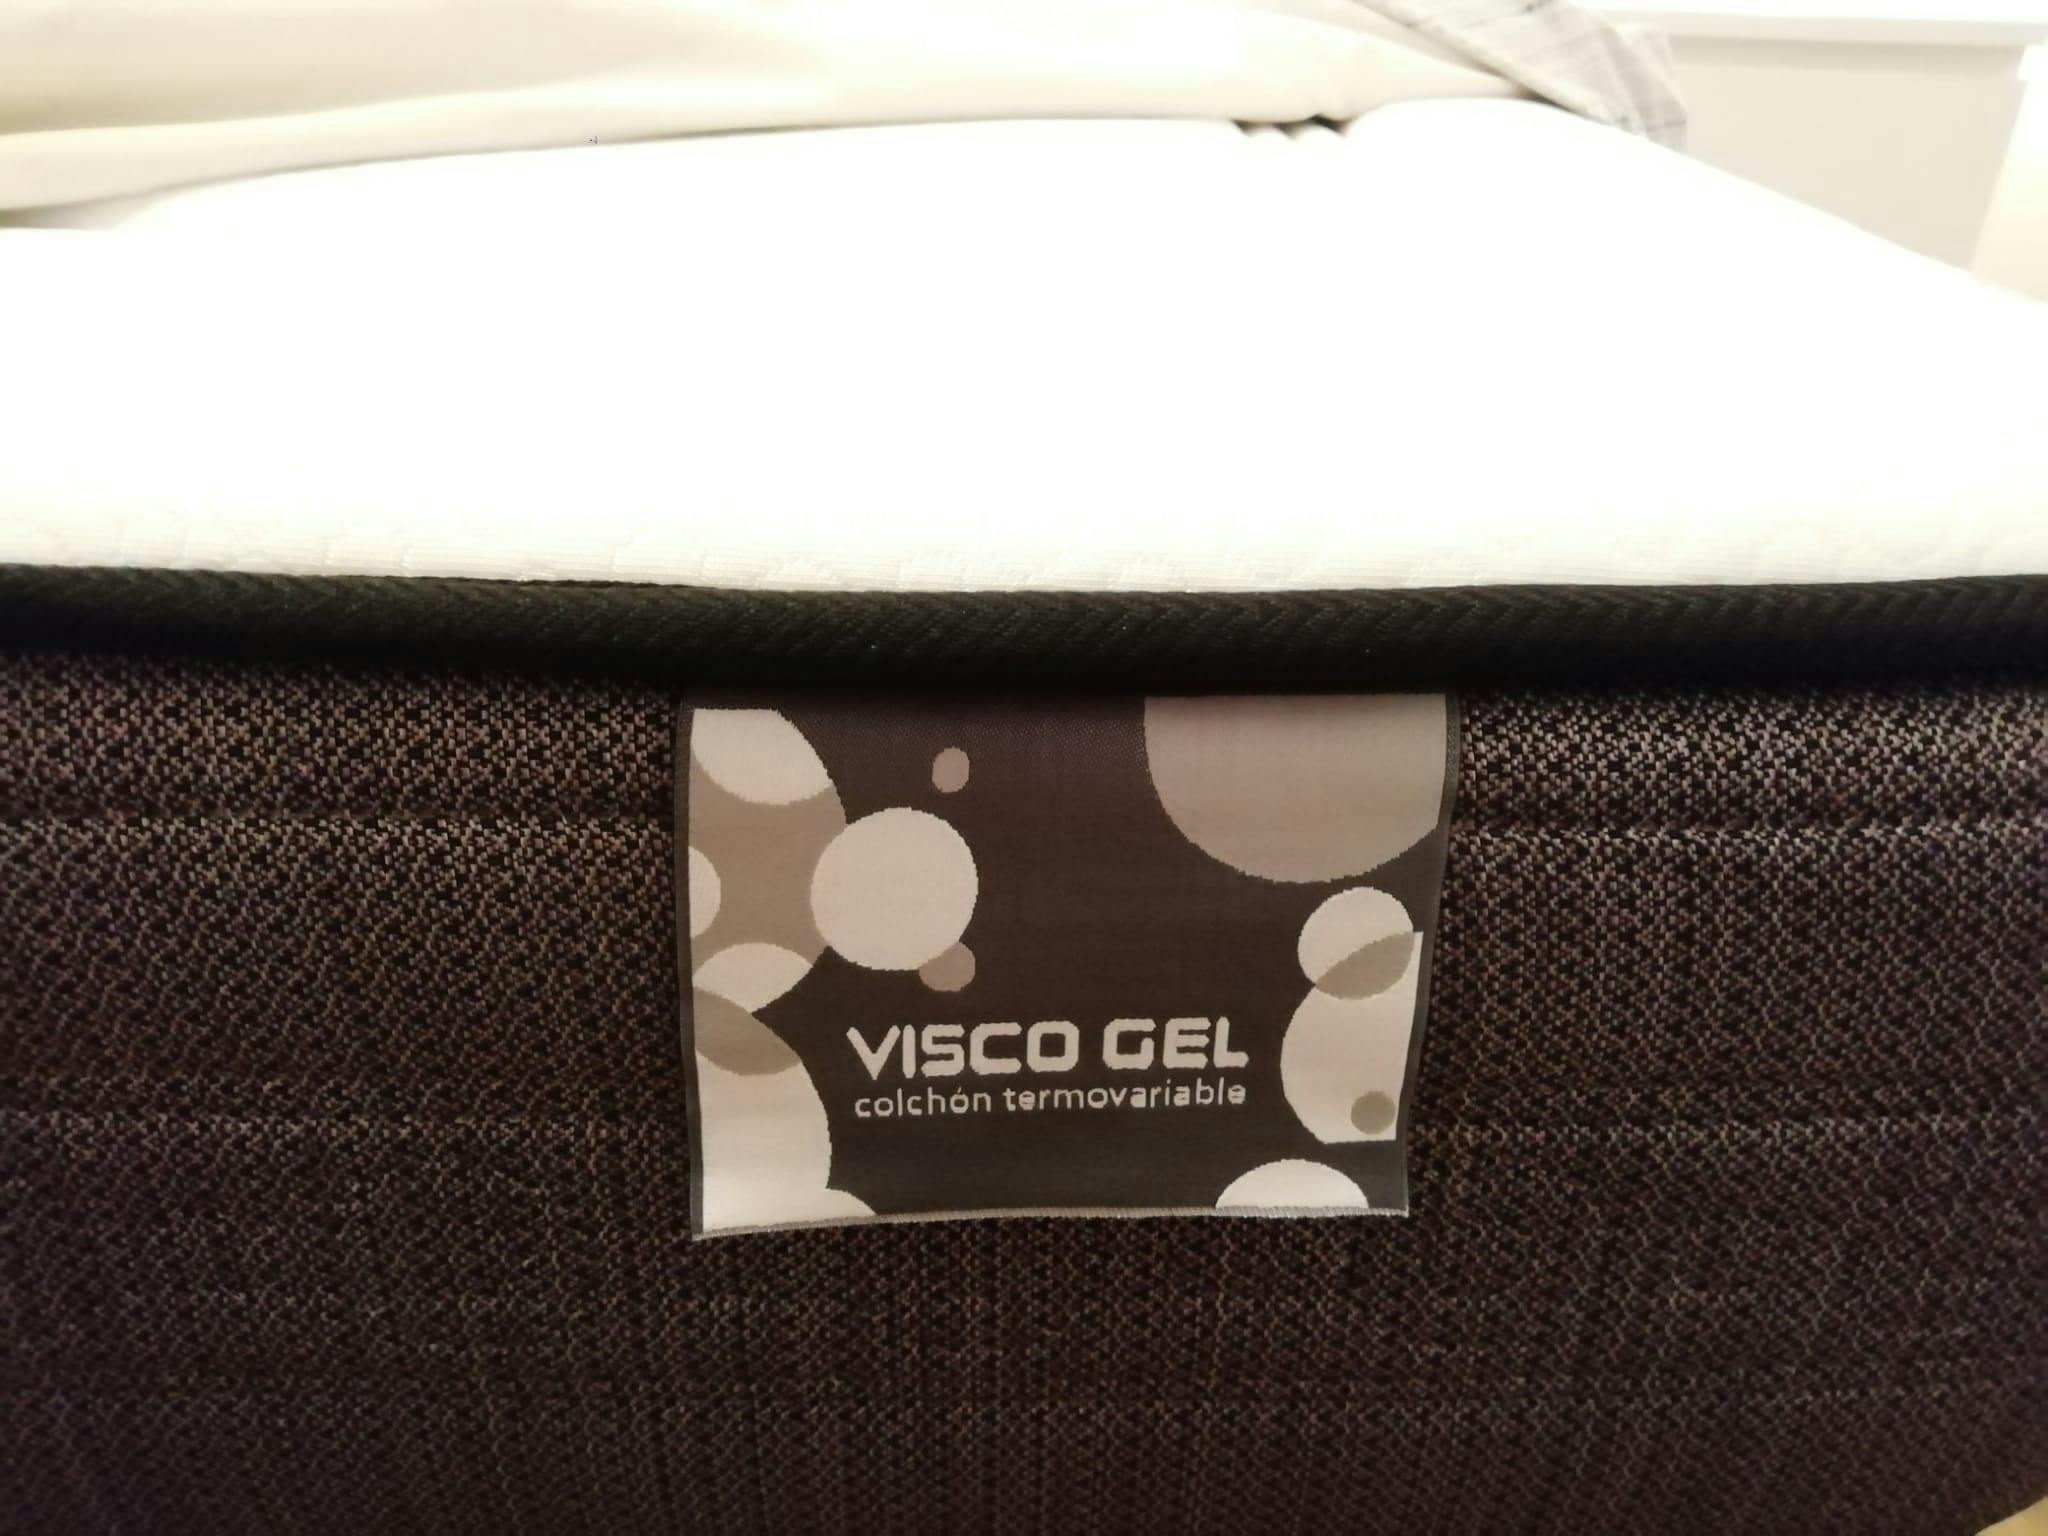 VISCO GEL
colchón termovariable